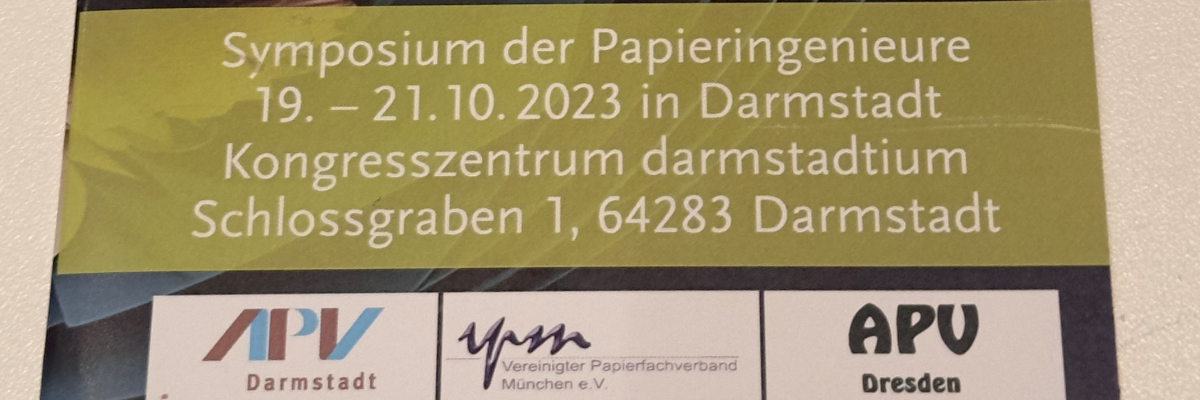 Symposium der Papieringenieure
19. – 21.10.2023 in Darmstadt
Kongresszentrum darmstadtium
Schlossgraben 1, 64283 Darmstadt
APV
Darmstadt
vpm
Vereinigter Papierfachverband
München e.V.
APV
Dresden